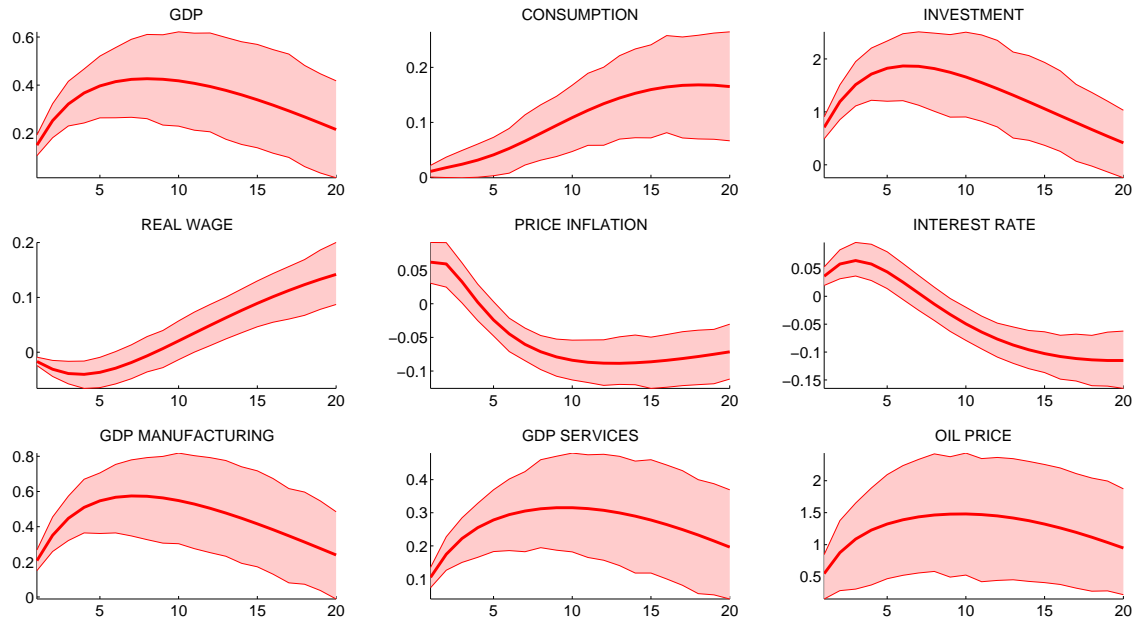 GDP
0.6
0.4
0.2
5 10 15 20
CONSUMPTION
0.2
0.1
0
5 10 15 20
INVESTMENT
2
1
0
5 10 15 20
REAL WAGE
0.2
0.1
0
5 10 15 20
PRICE INFLATION
0.05
0
−0.05
−0.1
5 10 15 20
INTEREST RATE
0.05
0
−0.05
−0.1
−0.15
5 10 15 20
GDP MANUFACTURING
0.8
0.6
0.4
0.2
0
5 10 15 20
GDP SERVICES
0.4
0.3
0.2
0.1
5 10 15 20
OIL PRICE
2
1.5
1
0.5
5 10 15 20